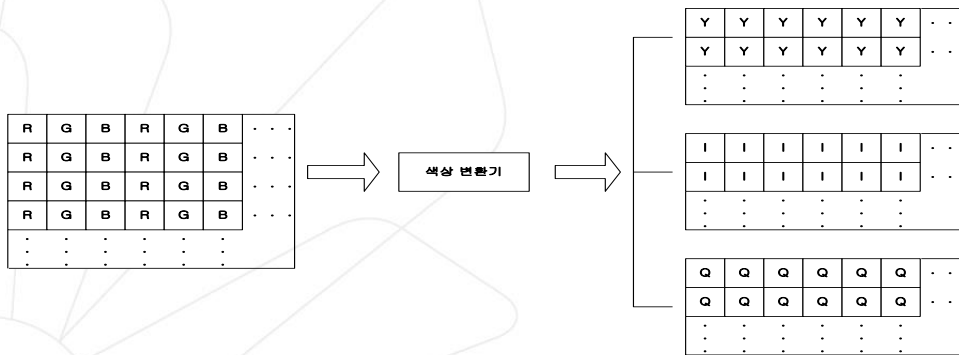 R G B R G B . . .
R G B R G B . . .
R G B R G B . . .
R G B R G B . . .
색상 변환기
Y Y Y Y Y Y . .
Y Y Y Y Y Y . .
I I I I I I . .
I I I I I I . .
Q Q Q Q Q Q . .
Q Q Q Q Q Q . .